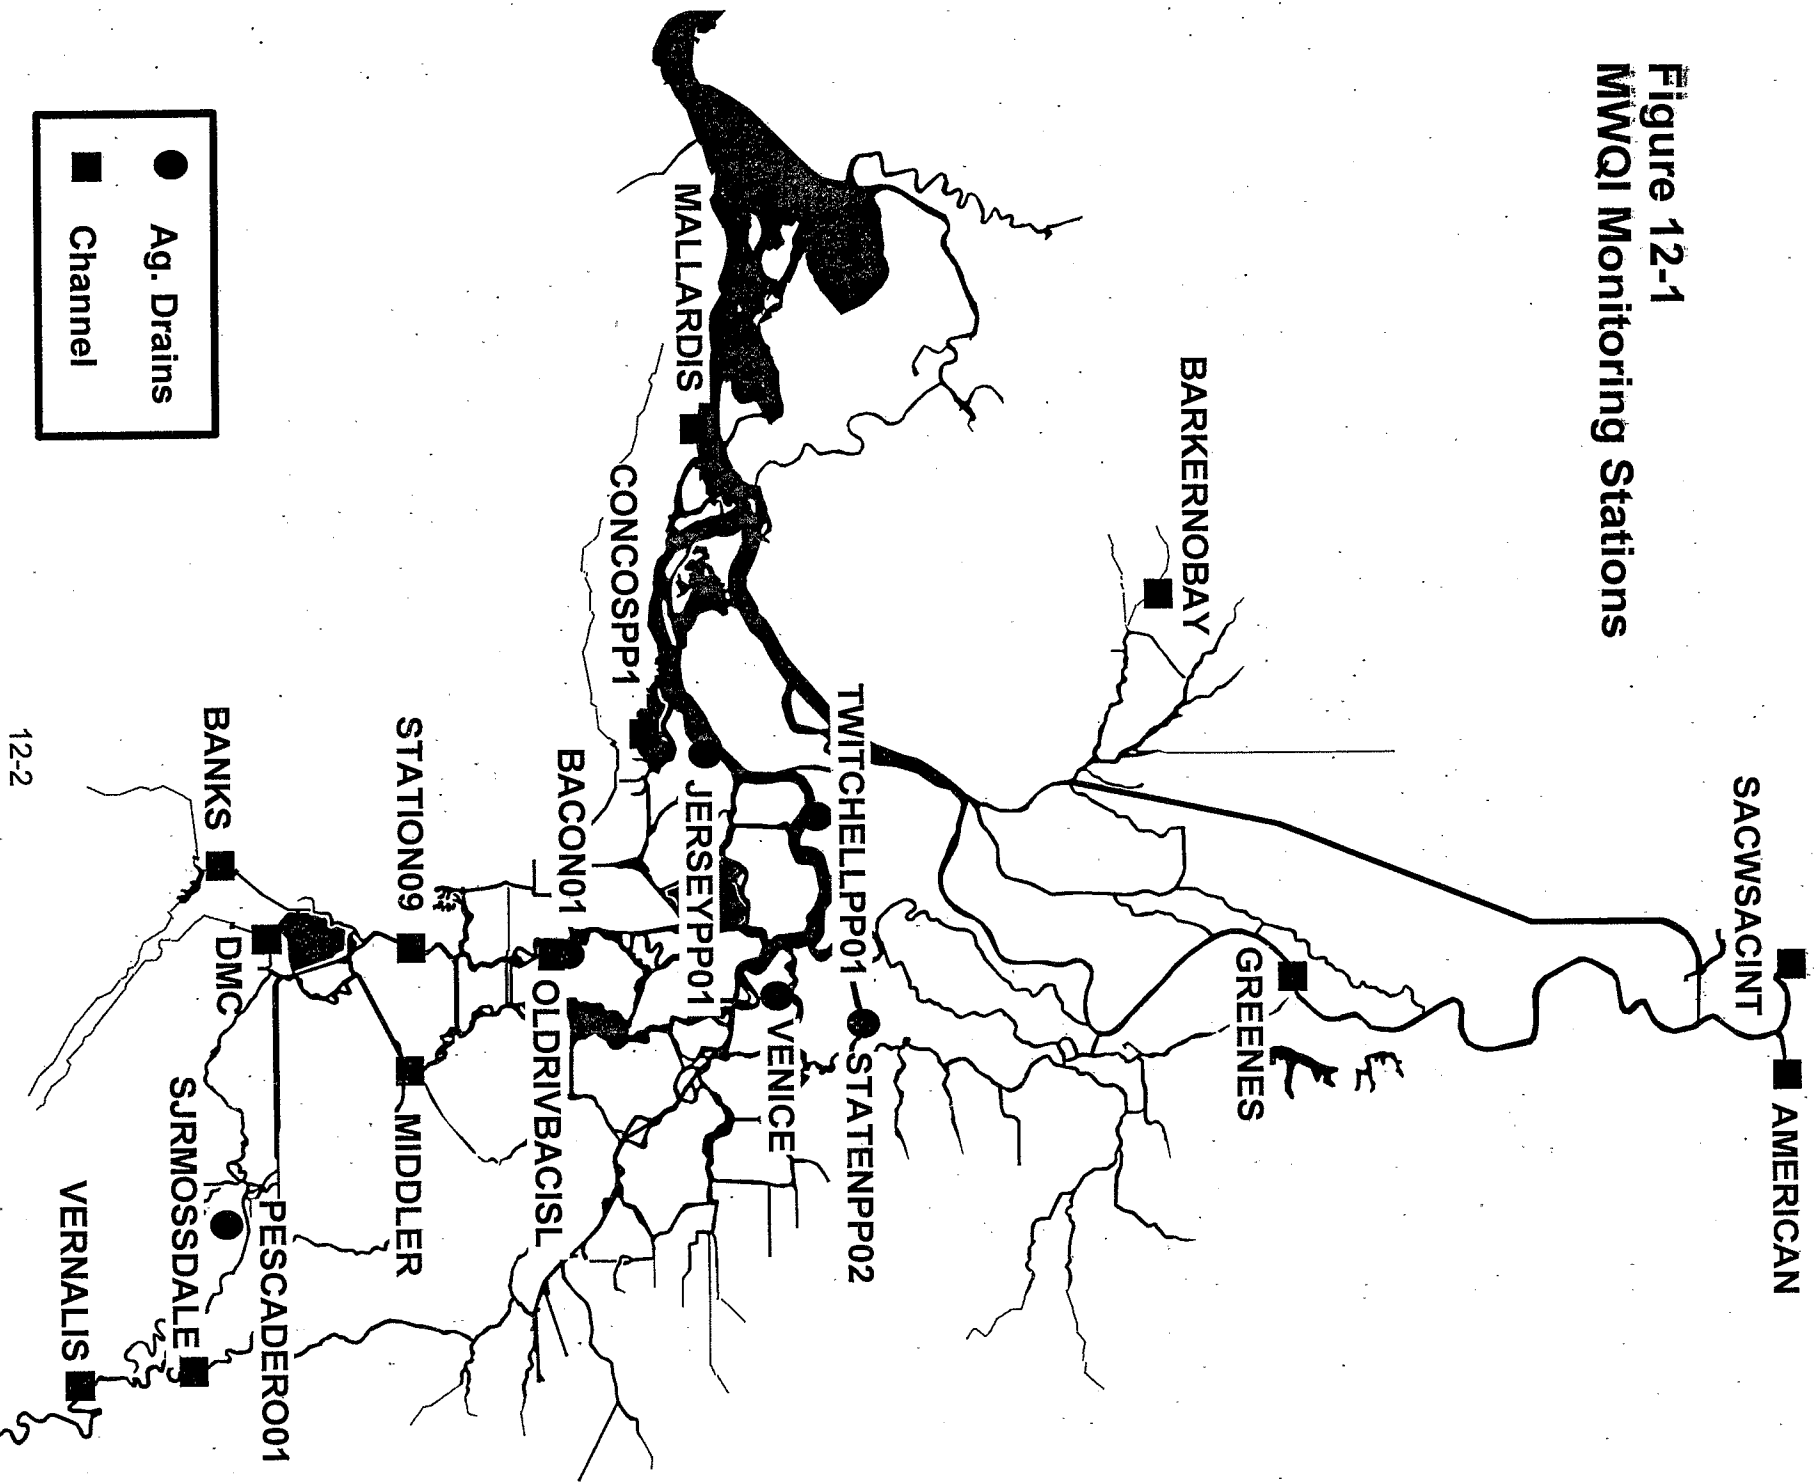 Figure 12-1
MWQI Monitoring Stations
SACWSACINT
AMERICAN
BARKERNOBAY
GREENES
TWITCHELLPP01
STATENPP02
VENICE
MALLARDIS
JERSEYPP01
CONCOSPP1
BACON01
OLDRIVBACISL
STATION09
MIDDLER
BANKS
DMC
PESCADERO01
SJRMOSSDALE
VERNALIS
Ag. Drains
Channel
12-2